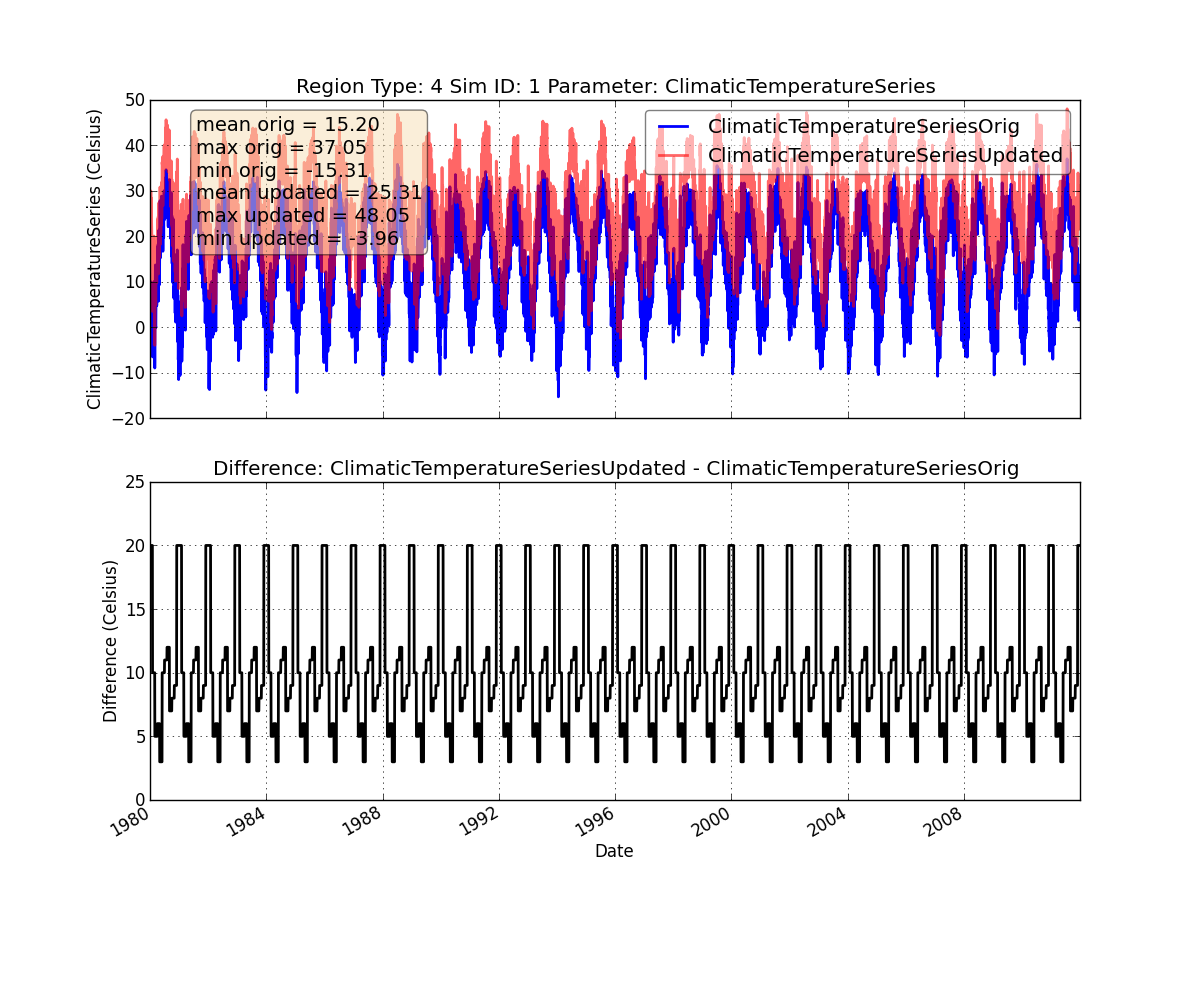 Region Type: 4 Sim ID: 1 Parameter: ClimaticTemperatureSeries
ClimaticTemperatureSeries (Celsius)
50
40
30
20
10
0
−10
−20
mean orig = 15.20
max orig = 37.05
min orig = -15.31
mean updated = 25.31
max updated = 48.05
min updated = -3.96
ClimaticTemperatureSeriesOrig
ClimaticTemperatureSeriesUpdated
Difference: ClimaticTemperatureSeriesUpdated - ClimaticTemperatureSeriesOrig
Difference (Celsius)
25
20
15
10
5
0
1980 1984 1988 1992 1996 2000 2004 2008
Date